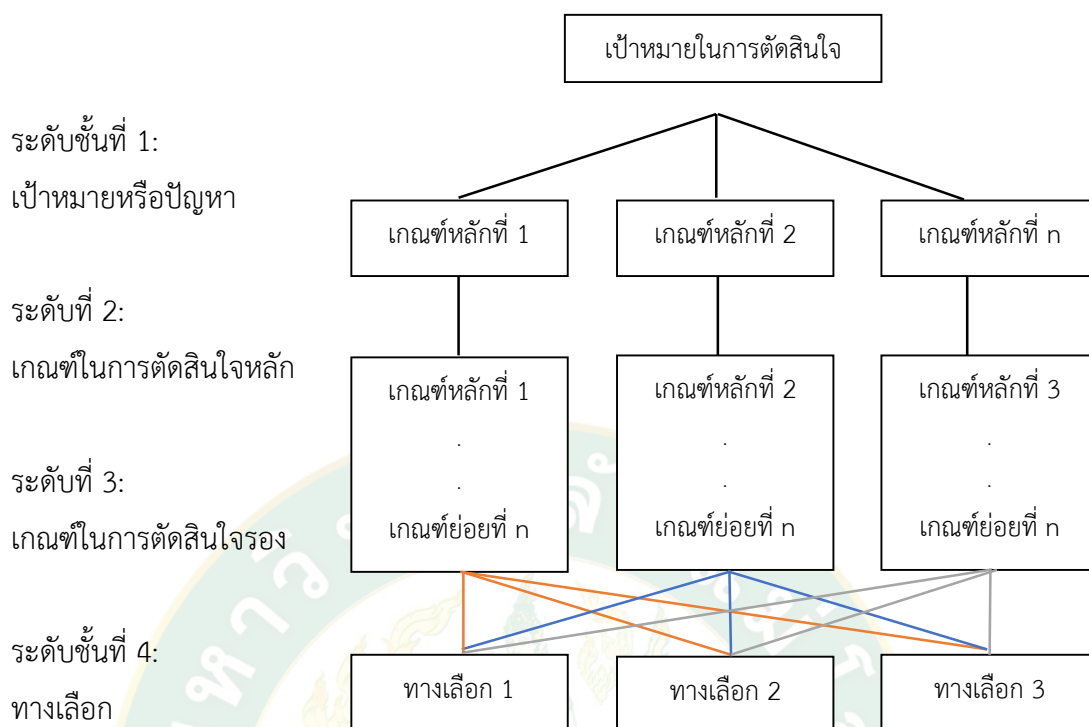 เป้าหมายในการตัดสินใจ
ระดับชั้นที่ 1:
เป้าหมายหรือปัญหา
เกณฑ์หลักที่ 1
เกณฑ์หลักที่ 2
เกณฑ์หลักที่ n
ระดับที่ 2:
เกณฑ์ในการตัดสินใจหลัก
เกณฑ์หลักที่ 1
.
.
เกณฑ์ย่อยที่ n
เกณฑ์หลักที่ 2
.
.
เกณฑ์ย่อยที่ n
เกณฑ์หลักที่ 3
.
.
เกณฑ์ย่อยที่ n
ระดับที่ 3:
เกณฑ์ในการตัดสินใจรอง
ระดับชั้นที่ 4:
ทางเลือก
ทางเลือก 1
ทางเลือก 2
ทางเลือก 3